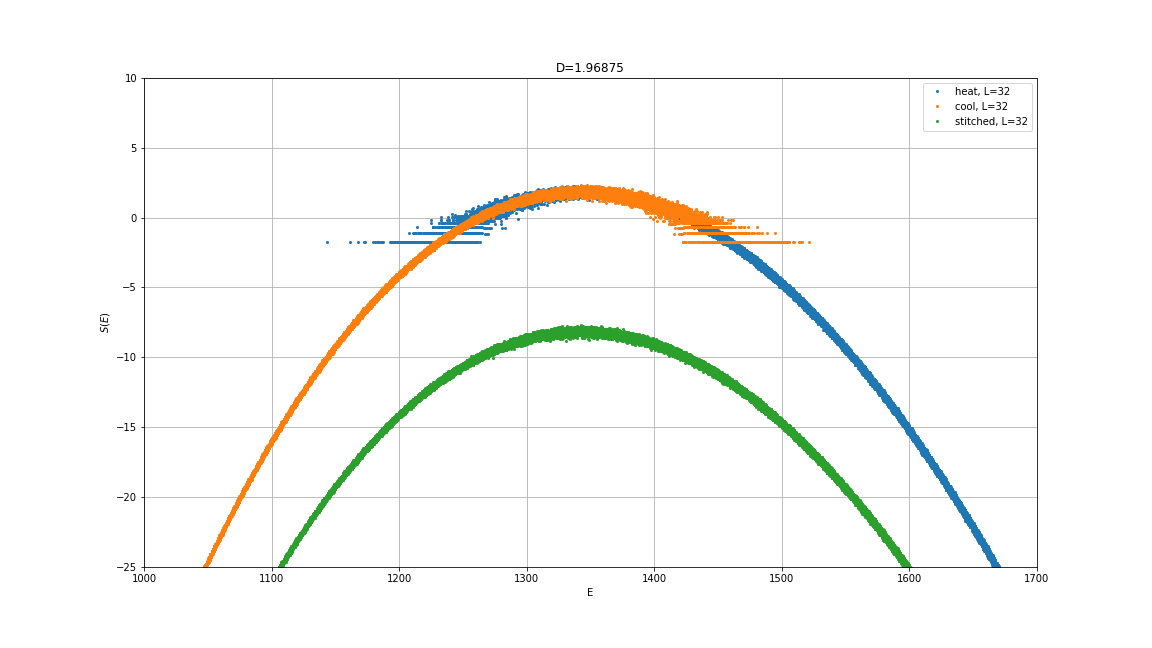 D=1.96875
heat, L=32
cool, L=32
stitched, L=32
10
5
0
−5
−10
−15
−20
−25
S(E)
1000 1100 1200 1300 1400 1500 1600 1700
E